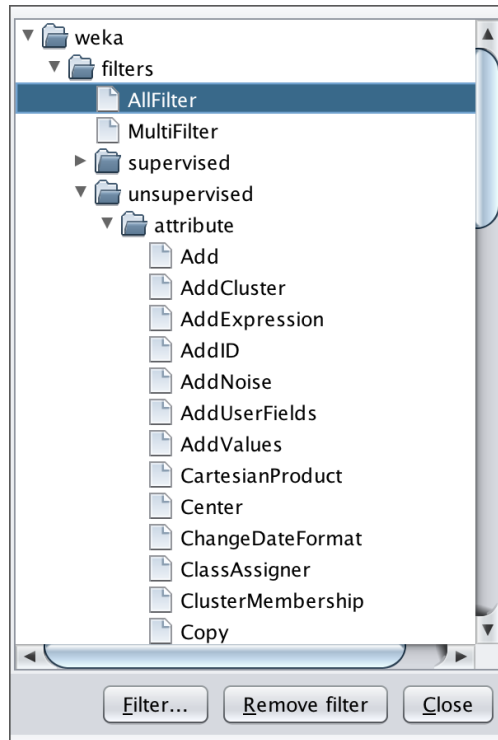 weka
filters
AllFilter
MultiFilter
supervised
unsupervised
attribute
Add
AddCluster
AddExpression
AddID
AddNoise
AddUserFields
AddValues
CartesianProduct
Center
ChangeDateFormat
ClassAssigner
ClusterMembership
Copy
Filter... Remove filter Close